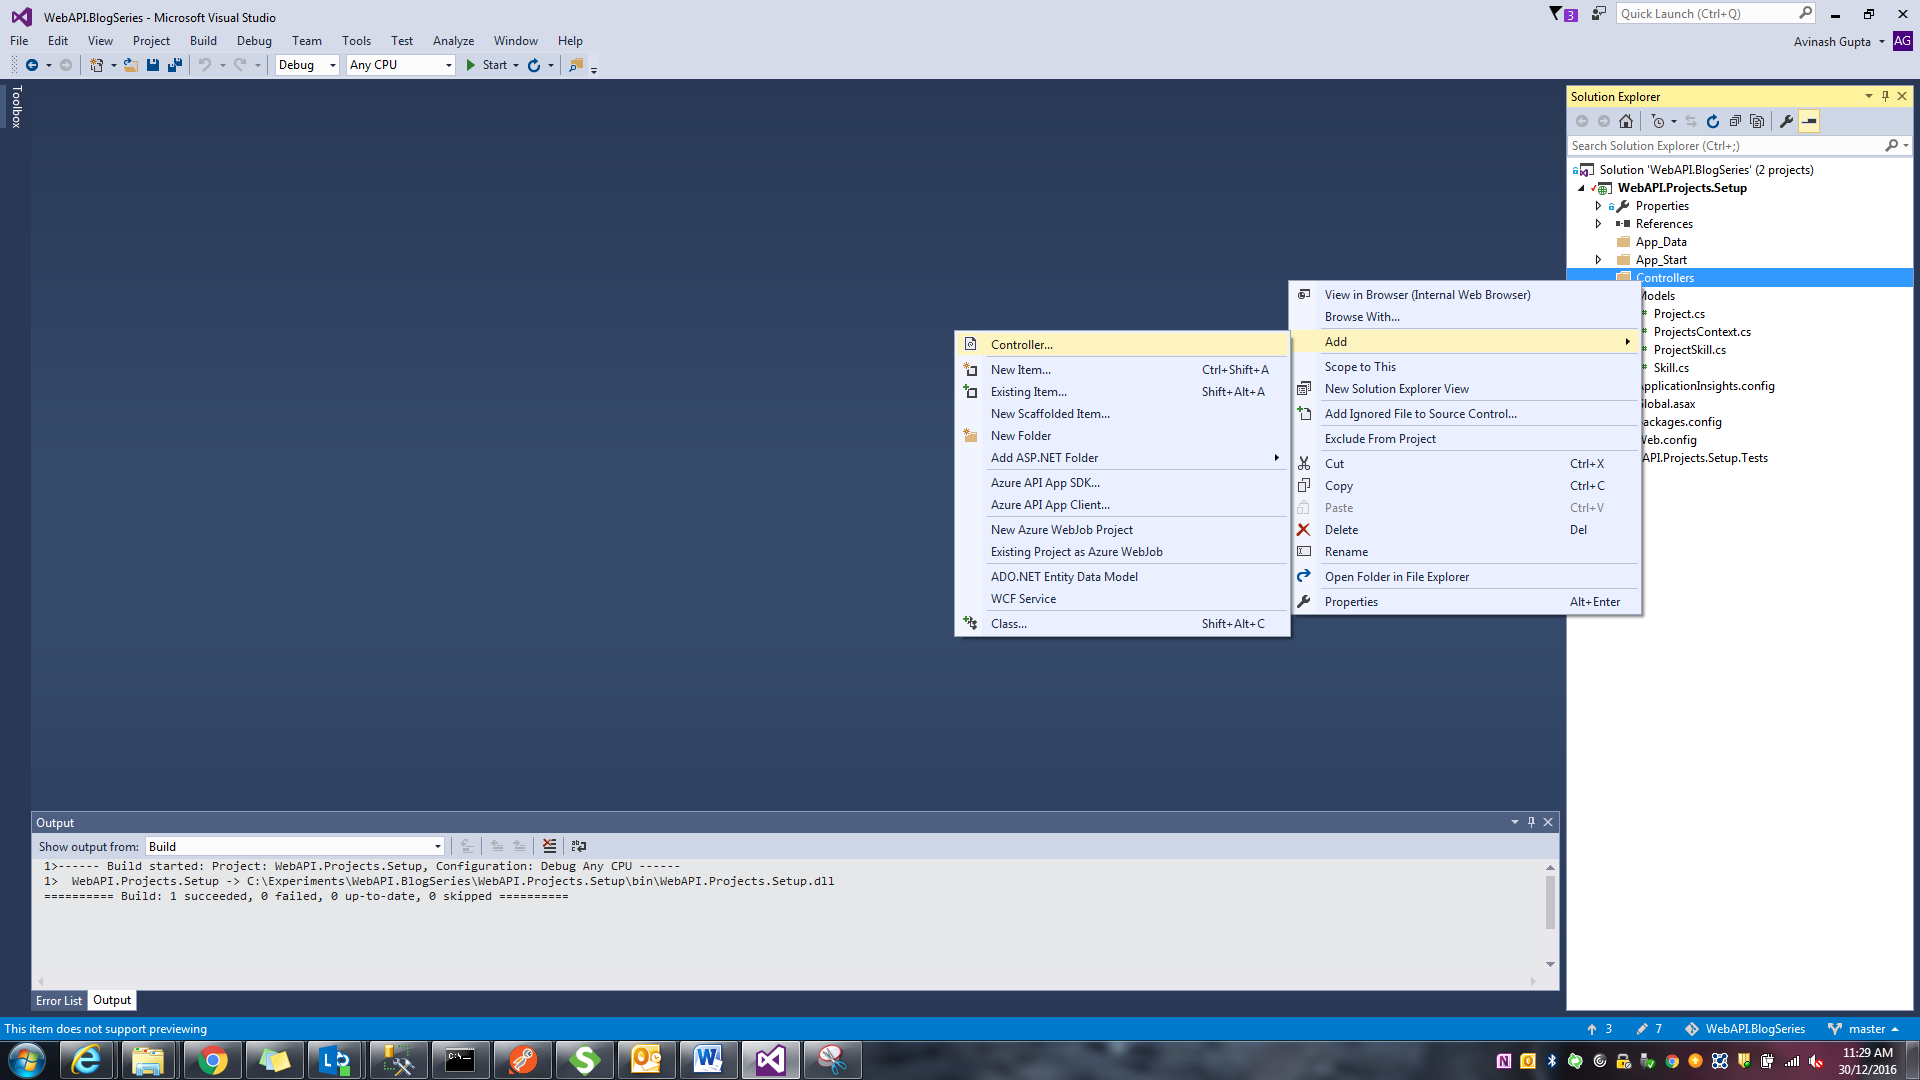 WebAPI.BlogSeries - Microsoft Visual Studio
3
Quick Launch (Ctrl+Q)
File Edit View Project Build Debug Team Tools Test Analyze Window Help
Avinash Gupta AG
Debug Any CPU Start
Toolbox
Solution Explorer
Search Solution Explorer (Ctrl+;)
Solution 'WebAPI.BlogSeries' (2 projects)
WebAPI.Projects.Setup
Properties
References
App_Data
App_Start
Controllers
Models
Project.cs
ProjectsContext.cs
ProjectSkill.cs
Skill.cs
pplicationInsights.config
lobal.asax
ackages.config
Web.config
API.Projects.Setup.Tests
View in Browser (Internal Web Browser)
Browse With...
Add
Scope to This
New Solution Explorer View
Add Ignored File to Source Control...
Exclude From Project
Cut Ctrl+X
Copy Ctrl+C
Paste Ctrl+V
Delete Del
Rename
Open Folder in File Explorer
Properties Alt+Enter
Controller...
New Item... Ctrl+Shift+A
Existing Item... Shift+Alt+A
New Scaffolded Item...
New Folder
Add ASP.NET Folder
Azure API App SDK...
Azure API App Client...
New Azure WebJob Project
Existing Project as Azure WebJob
ADO.NET Entity Data Model
WCF Service
Class... Shift+Alt+C
Output
Show output from: Build
1>------ Build started: Project: WebAPI.Projects.Setup, Configuration: Debug Any CPU ------
1>  WebAPI.Projects.Setup -> C:\Experiments\WebAPI.BlogSeries\WebAPI.Projects.Setup\bin\WebAPI.Projects.Setup.dll
========== Build: 1 succeeded, 0 failed, 0 up-to-date, 0 skipped ==========
Error List Output
This item does not support previewing
3 7 WebAPI.BlogSeries master
11:29 AM
30/12/2016